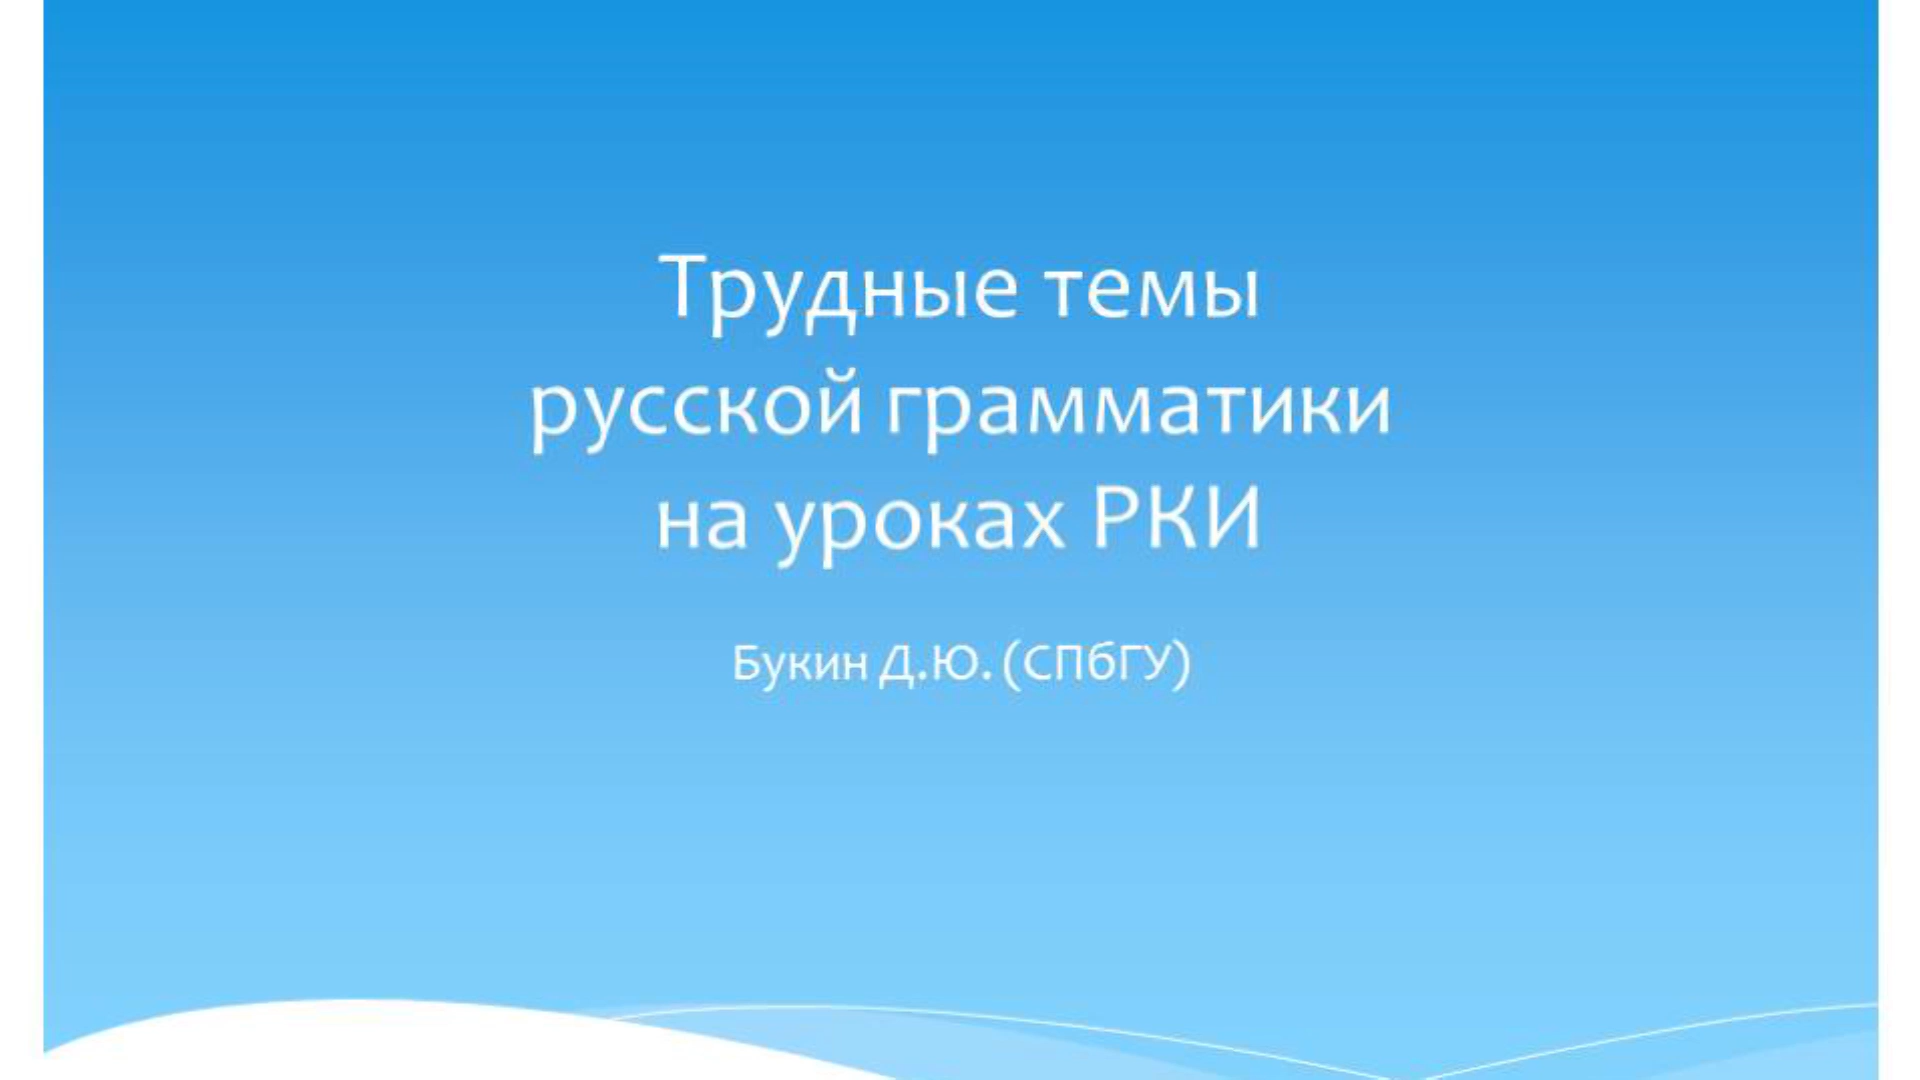 Трудные темы
русской грамматики
на уроках РКИ
Букин Д.Ю. (СПбГУ)